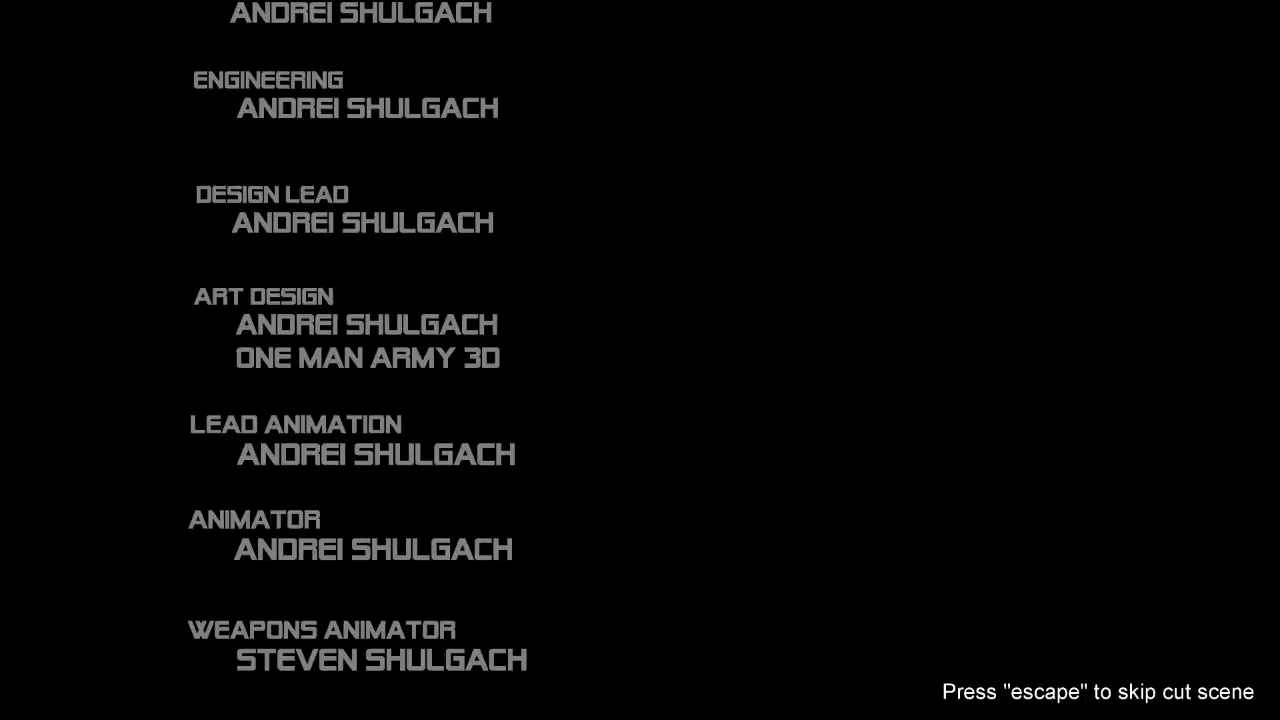 ANDREI SHULGACH
ENGINEERING
ANDREI SHULGACH
DESIGN LEAD
ANDREI SHULGACH
ART DESIGN
ANDREI SHULGACH
ONE MAN ARMY 3D
LEAD ANIMATION
ANDREI SHULGACH
ANIMATOR
ANDREI SHULGACH
WEAPONS ANIMATOR
STEVEN SHULGACH
Press "escape" to skip cut scene